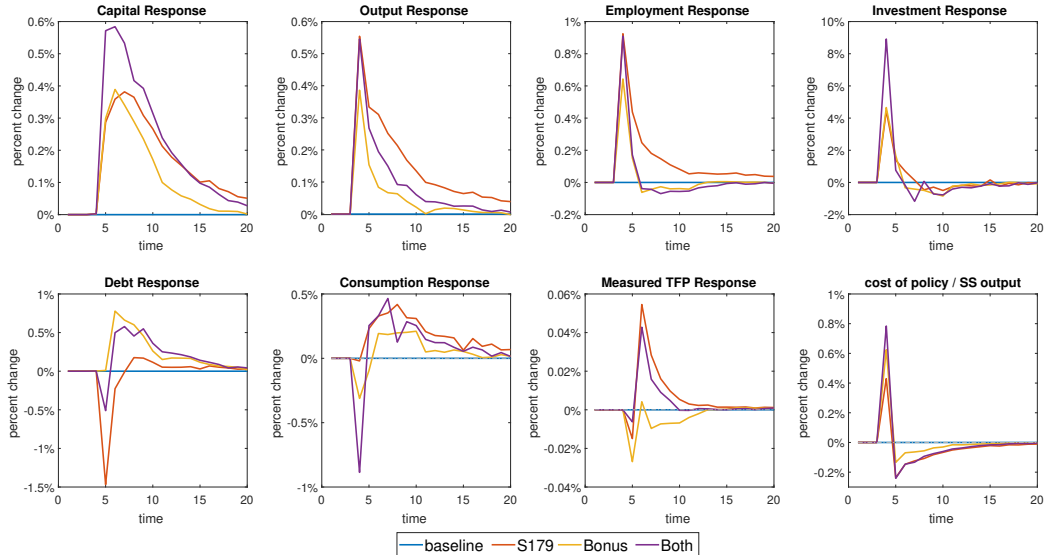 Capital Response
Output Response
Employment Response
Investment Response
0.6%
0.5%
0.4%
0.3%
0.2%
0.1%
0%
percent change
0 5 10 15 20
time
0.6%
0.5%
0.4%
0.3%
0.2%
0.1%
0%
percent change
0 5 10 15 20
time
1%
0.8%
0.6%
0.4%
0.2%
0%
-0.2%
percent change
0 5 10 15 20
time
10%
8%
6%
4%
2%
0%
-2%
percent change
0 5 10 15 20
time
Debt Response
Consumption Response
Measured TFP Response
cost of policy / SS output
1%
0.5%
0%
-0.5%
-1%
-1.5%
percent change
0 5 10 15 20
time
0.5%
0%
-0.5%
-1%
percent change
0 5 10 15 20
time
0.06%
0.04%
0.02%
0%
-0.02%
-0.04%
percent change
0 5 10 15 20
time
1%
0.8%
0.6%
0.4%
0.2%
0%
-0.2%
percent change
0 5 10 15 20
time
baseline S179 Bonus Both